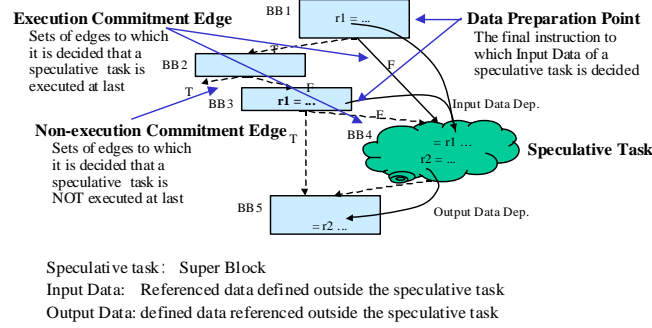 Execution Commitment Edge
Sets of edges to which
it is decided that a
speculative task is
executed at last
BB1
r1 = ...
Data Preparation Point
The final instruction to
which Input Data of a
speculative task is decided
T
F
BB2
T
F
BB3
r1 = ...
Input Data Dep.
Non-execution Commitment Edge
Sets of edges to which
it is decided that a
speculative task is
NOT executed at last
T
F
BB4
= r1 ...
r2 = ...
Speculative Task
BB5
= r2 ...
Output Data Dep.
Speculative task: Super Block
Input Data: Referenced data defined outside the speculative task
Output Data: defined data referenced outside the speculative task